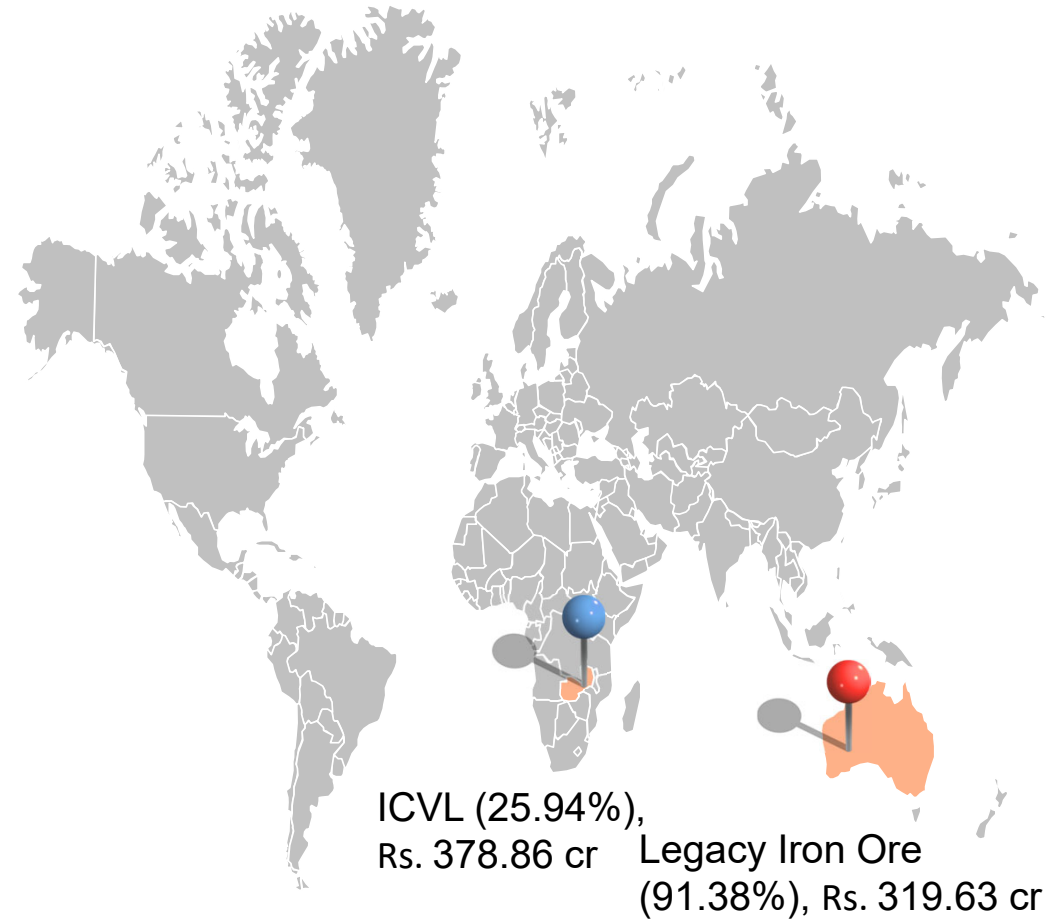 ICVL (25.94%),
Rs. 378.86 cr
Legacy Iron Ore
(91.38%), Rs. 319.63 cr